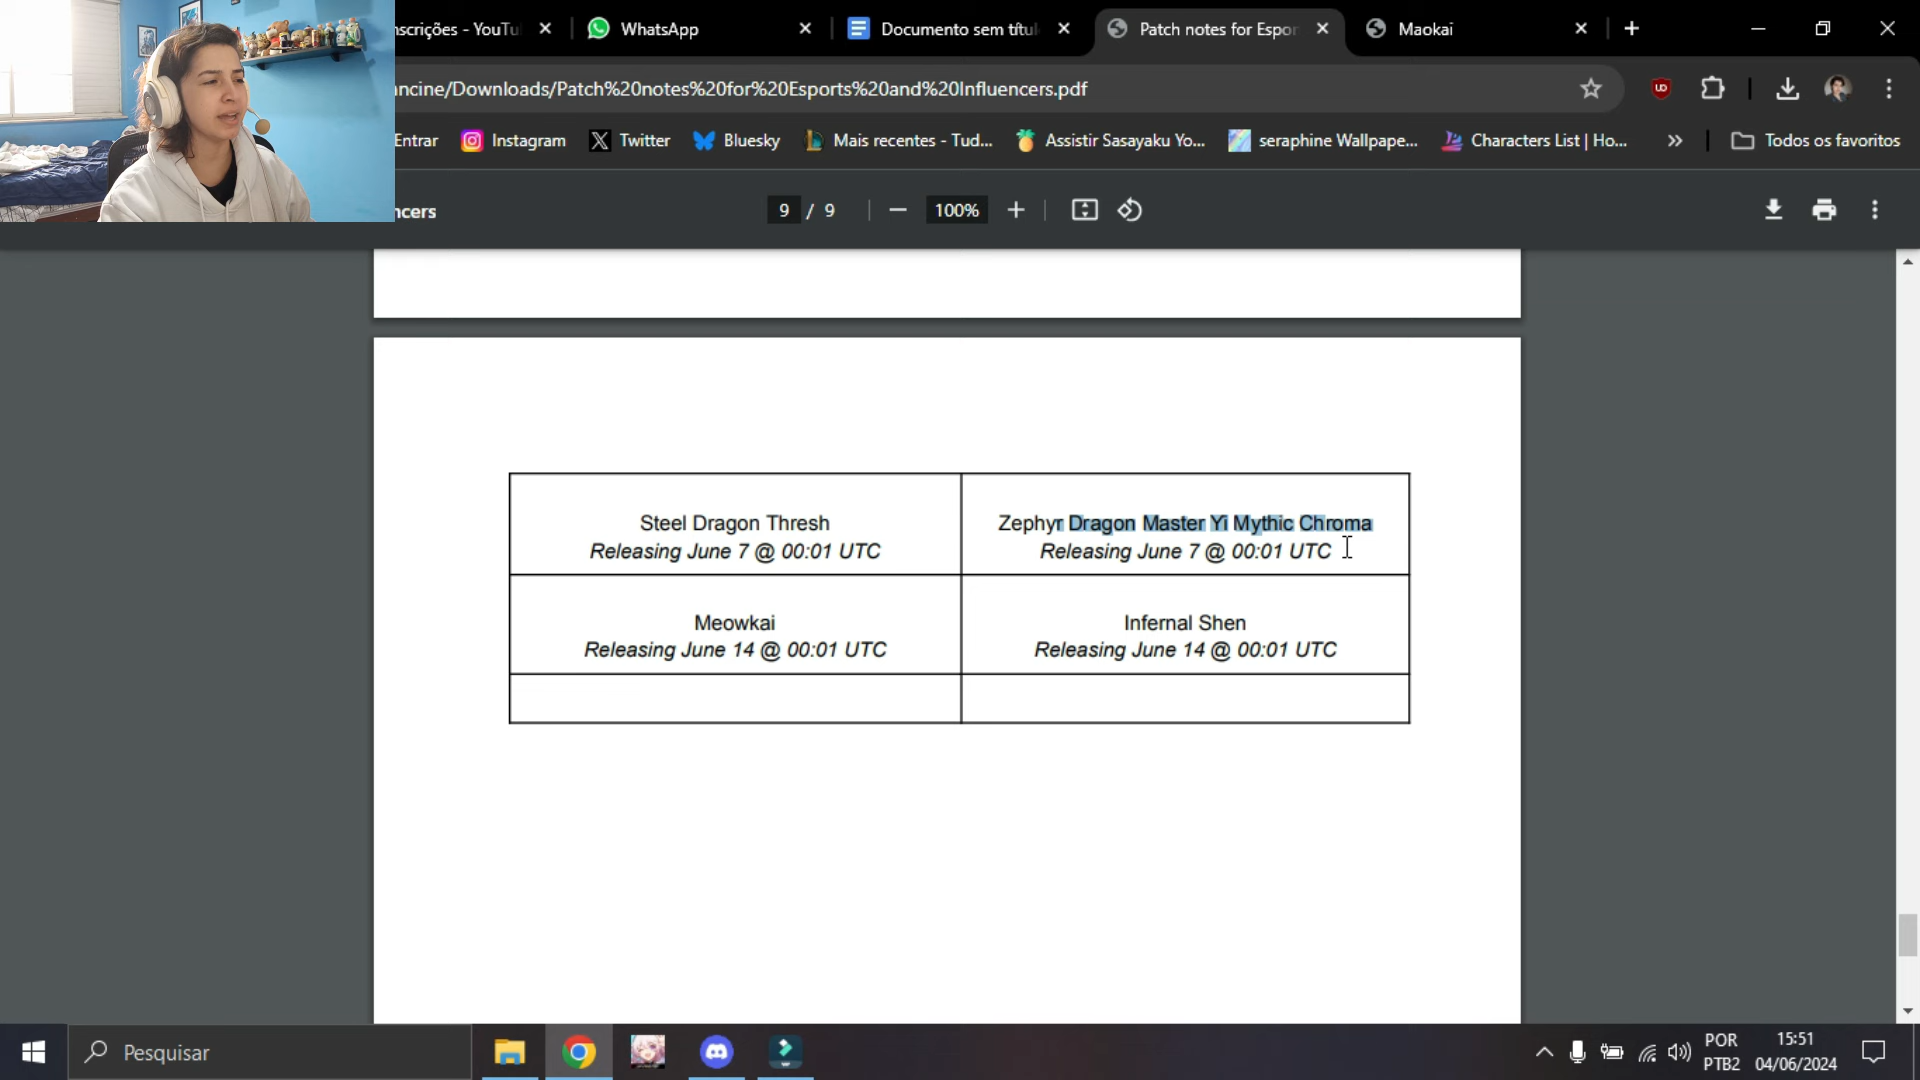 nscrições - YouTu
WhatsApp
Documento sem títul
Patch notes for Espor
Maokai
ancine/Downloads/Patch%20notes%20for%20Esports%20and%20Influencers.pdf
Entrar
Instagram
Twitter
Bluesky
Mais recentes - Tud...
Assistir Sasayaku Yo...
seraphine Wallpape...
Characters List | Ho...
»
Todos os favoritos
ncers
9 / 9
100%
Steel Dragon Thresh
Releasing June 7 @ 00:01 UTC
Zephyr Dragon Master Yi Mythic Chroma
Releasing June 7 @ 00:01 UTC
Meowkai
Releasing June 14 @ 00:01 UTC
Infernal Shen
Releasing June 14 @ 00:01 UTC
Pesquisar
POR
PTB2
15:51
04/06/2024